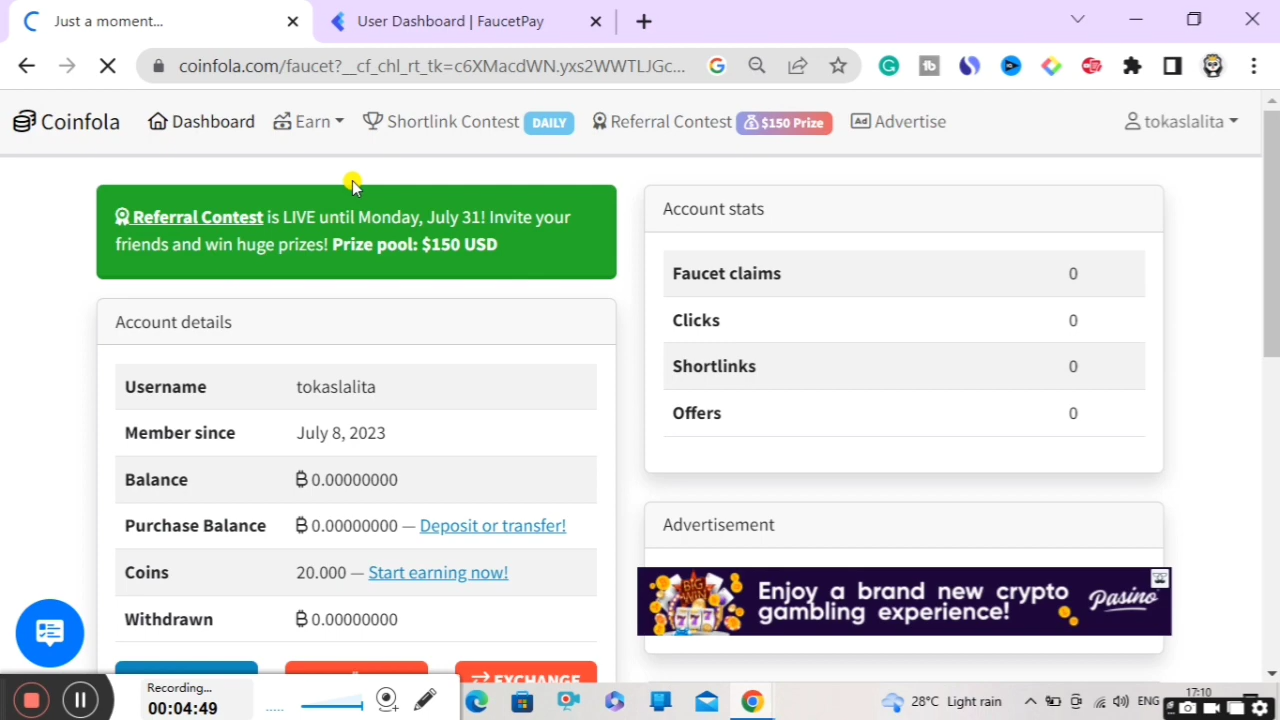 Just a moment...
User Dashboard | FaucetPay
coinfola.com/faucet?__cf_chl_rt_tk=c6XMacdWN.yxs2WWTLJGc...
Coinfola
Dashboard
Earn
Shortlink Contest DAILY
Referral Contest $150 Prize
Advertise
tokaslalita
Referral Contest is LIVE until Monday, July 31! Invite your
friends and win huge prizes! Prize pool: $150 USD
Account details
Username tokaslalita
Member since July 8, 2023
Balance ₿ 0.00000000
Purchase Balance ₿ 0.00000000 — Deposit or transfer!
Coins 20.000 — Start earning now!
Withdrawn ₿ 0.00000000
EXCHANGE
Account stats
Faucet claims 0
Clicks 0
Shortlinks 0
Offers 0
Advertisement
BIG WIN
777
Enjoy a brand new crypto
gambling experience!
Pasino
Recording...
00:04:49
28°C Light rain
ENG
17:10